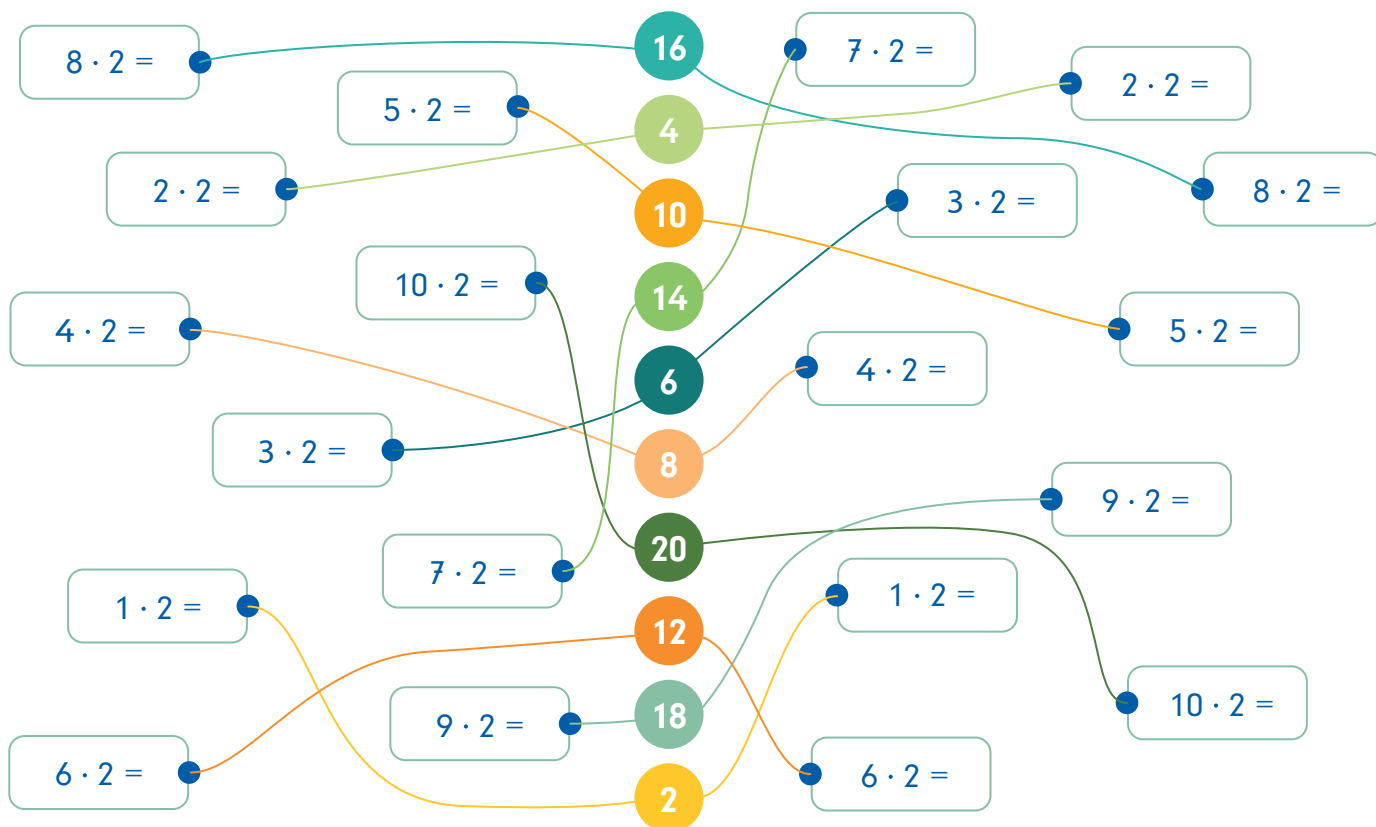 8 · 2 =
5 · 2 =
2 · 2 =
10 · 2 =
4 · 2 =
3 · 2 =
7 · 2 =
1 · 2 =
9 · 2 =
6 · 2 =
16
4
10
14
6
8
20
12
18
2
7 · 2 =
2 · 2 =
8 · 2 =
3 · 2 =
5 · 2 =
4 · 2 =
9 · 2 =
1 · 2 =
10 · 2 =
6 · 2 =